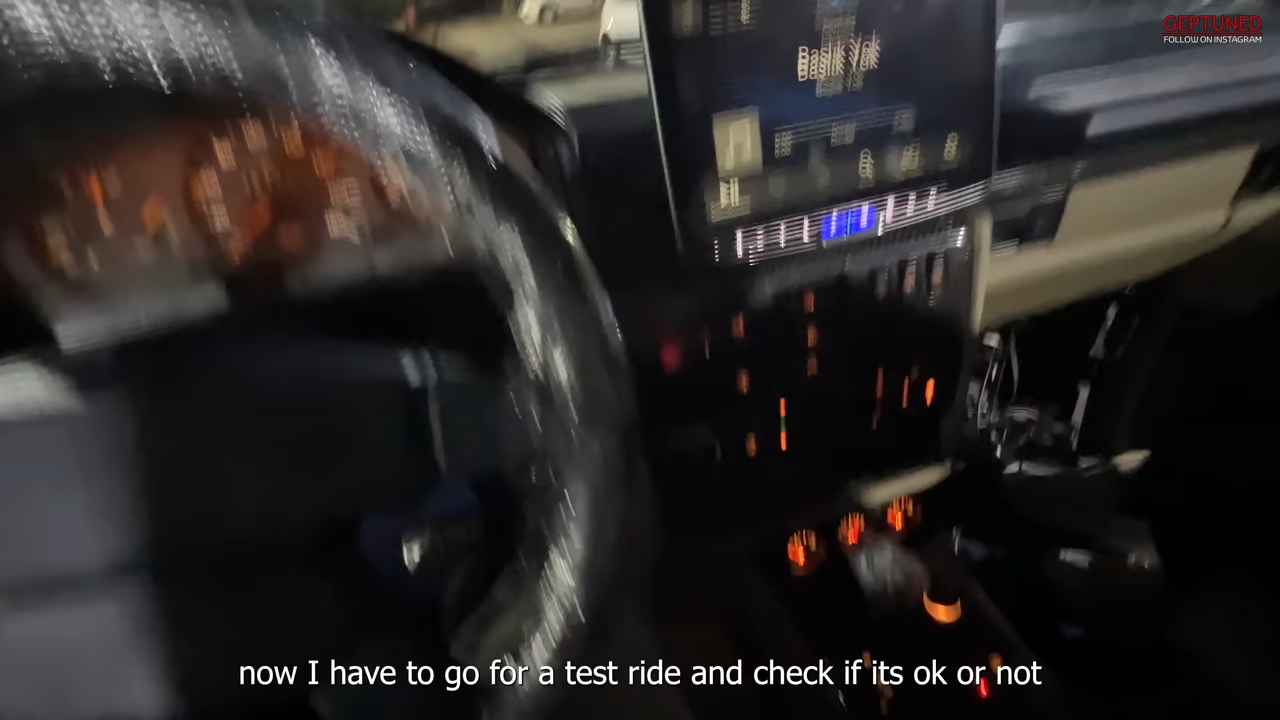 GEPTUNED
FOLLOW ON INSTAGRAM
Başlık Yok
now I have to go for a test ride and check if its ok or not